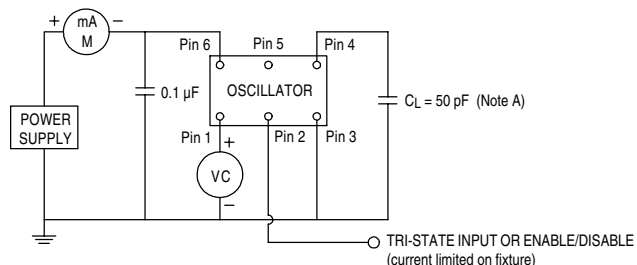 + mA M −
Pin 6 Pin 5 Pin 4
0.1 µF
OSCILLATOR
CL = 50 pF (Note A)
POWER
SUPPLY
Pin 1 + Pin 2 Pin 3
VC
−
TRI-STATE INPUT OR ENABLE/DISABLE
(current limited on fixture)